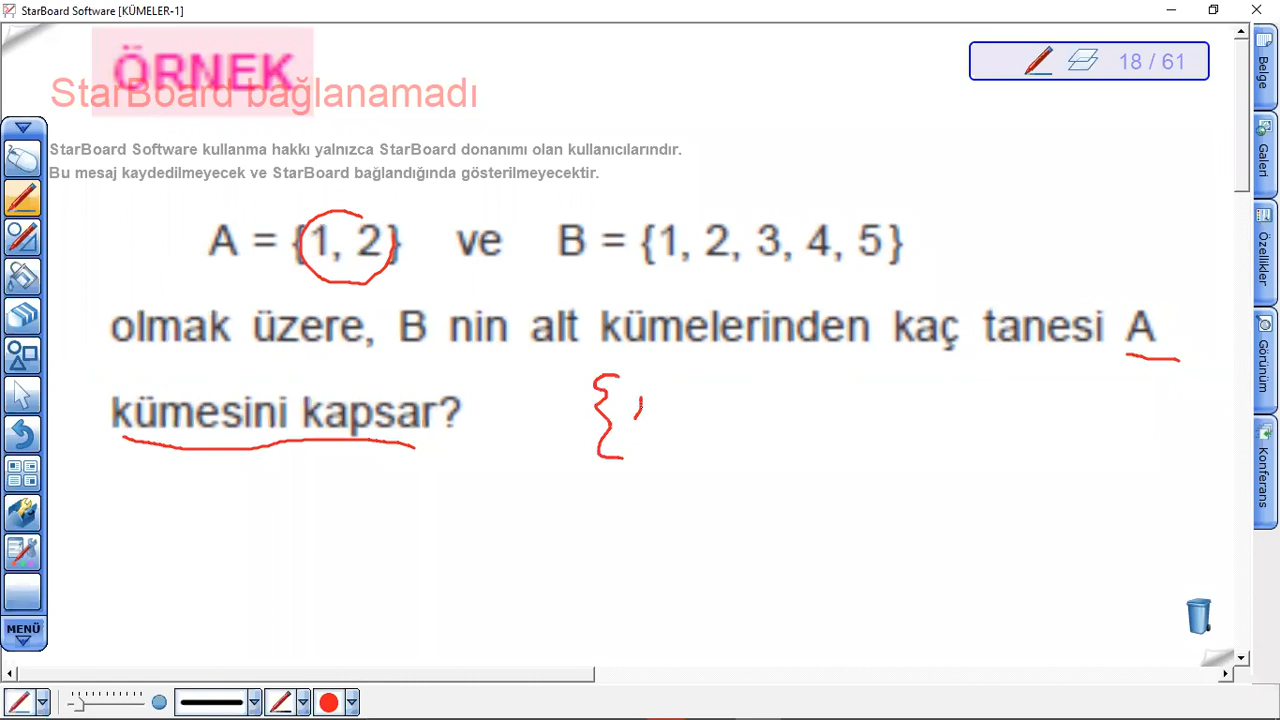 StarBoard Software [KÜMELER-1]
ÖRNEK
StarBoard bağlanamadı
18 / 61
StarBoard Software kullanma hakkı yalnızca StarBoard donanımı olan kullanıcılarındır.
Bu mesaj kaydedilmeyecek ve StarBoard bağlandığında gösterilmeyecektir.
A = {1, 2} ve B = {1, 2, 3, 4, 5}
olmak üzere, B nin alt kümelerinden kaç tanesi A
kümesini kapsar?
{
MENÜ
Belge
Galeri
Özellikler
Görünüm
Konferans